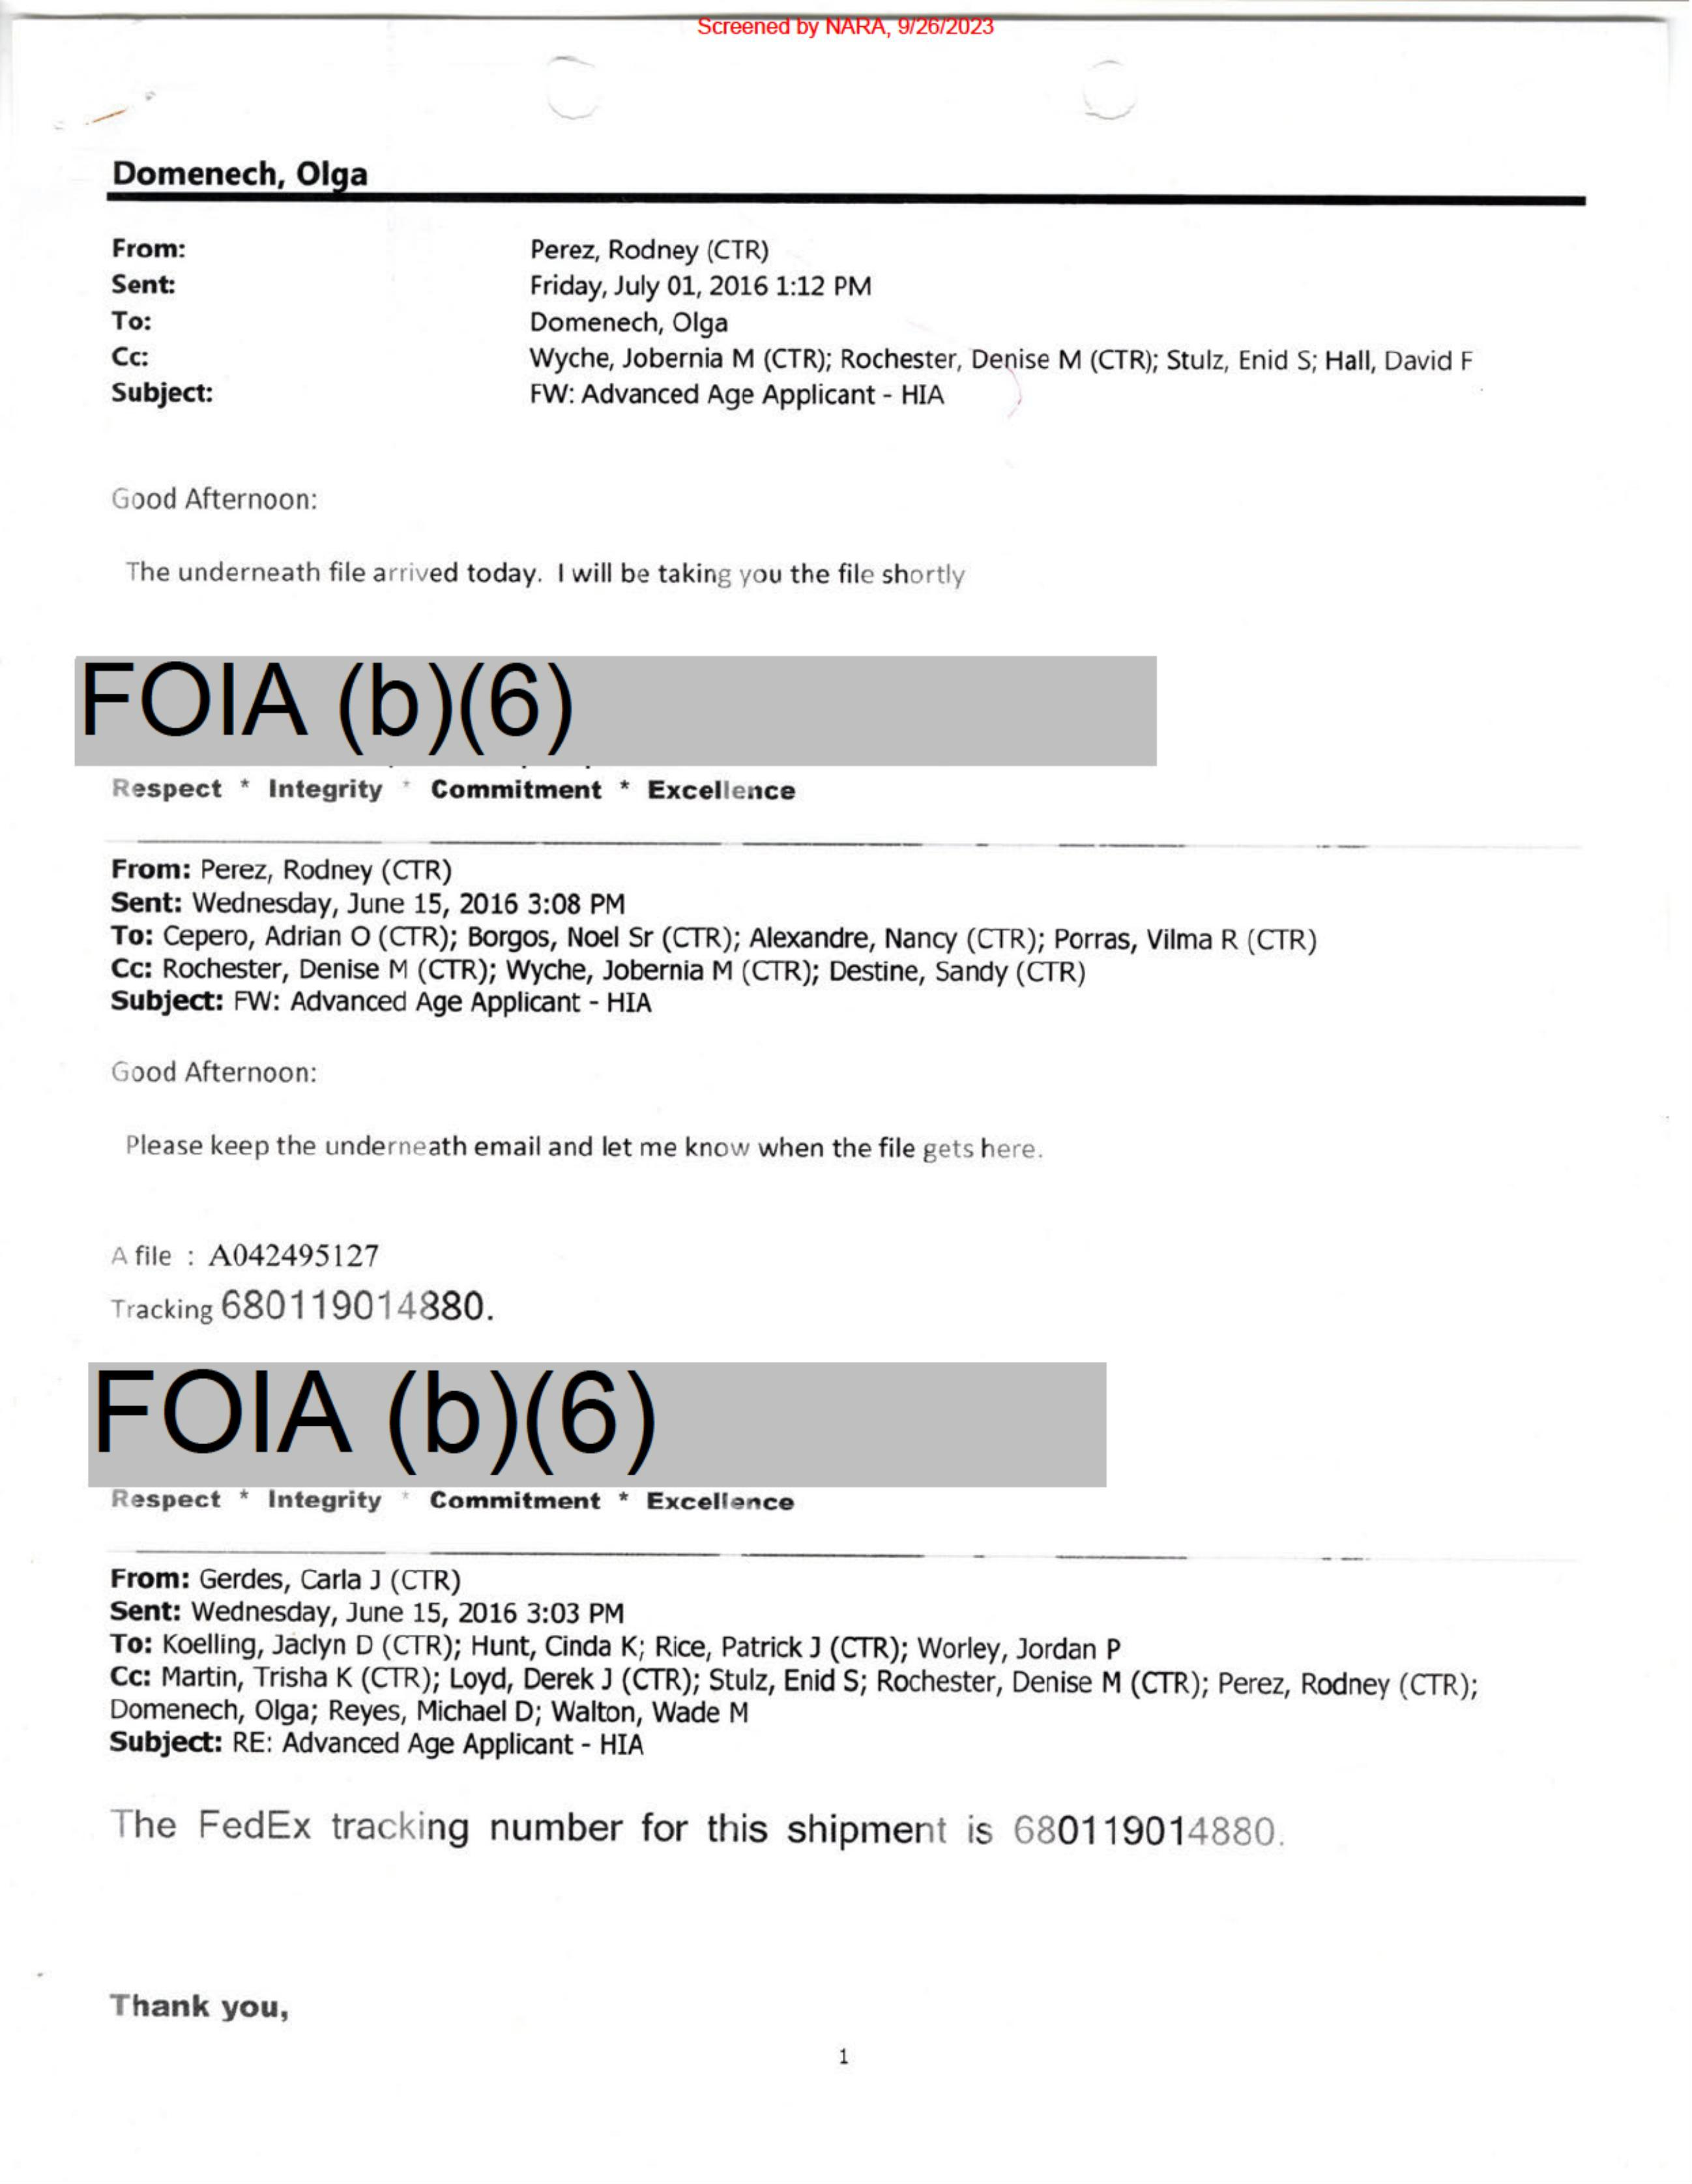 Screened by NARA, 9/26/2023
Domenech, Olga
From: Perez, Rodney (CTR)
Sent: Friday, July 01, 2016 1:12 PM
To: Domenech, Olga
Cc: Wyche, Jobernia M (CTR); Rochester, Denise M (CTR); Stulz, Enid S; Hall, David F
Subject: FW: Advanced Age Applicant - HIA
Good Afternoon:
The underneath file arrived today. I will be taking you the file shortly
FOIA (b)(6)
Respect * Integrity * Commitment * Excellence
From: Perez, Rodney (CTR)
Sent: Wednesday, June 15, 2016 3:08 PM
To: Cepero, Adrian O (CTR); Borgos, Noel Sr (CTR); Alexandre, Nancy (CTR); Porras, Vilma R (CTR)
Cc: Rochester, Denise M (CTR); Wyche, Jobernia M (CTR); Destine, Sandy (CTR)
Subject: FW: Advanced Age Applicant - HIA
Good Afternoon:
Please keep the underneath email and let me know when the file gets here.
A file : A042495127
Tracking 680119014880.
FOIA (b)(6)
Respect * Integrity * Commitment * Excellence
From: Gerdes, Carla J (CTR)
Sent: Wednesday, June 15, 2016 3:03 PM
To: Koelling, Jaclyn D (CTR); Hunt, Cinda K; Rice, Patrick J (CTR); Worley, Jordan P
Cc: Martin, Trisha K (CTR); Loyd, Derek J (CTR); Stulz, Enid S; Rochester, Denise M (CTR); Perez, Rodney (CTR);
Domenech, Olga; Reyes, Michael D; Walton, Wade M
Subject: RE: Advanced Age Applicant - HIA
The FedEx tracking number for this shipment is 680119014880.
Thank you,
1